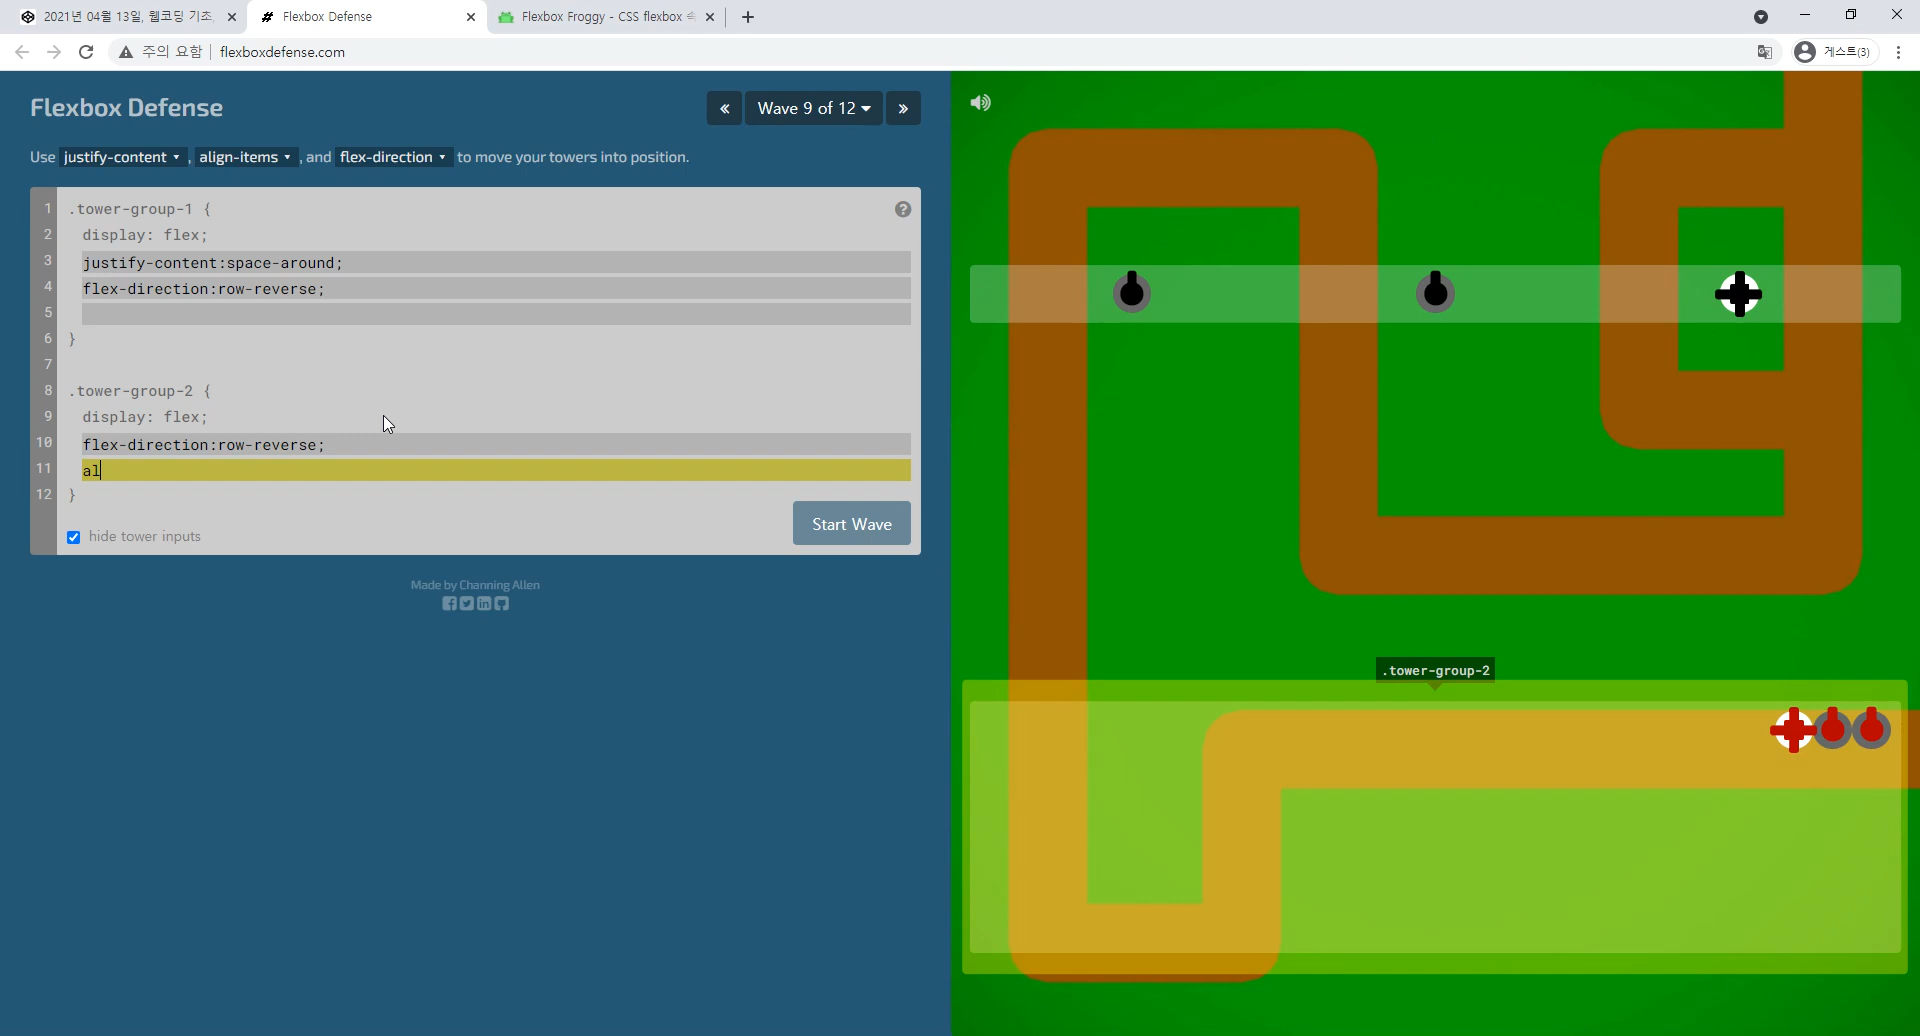 2021년 04월 13일, 웹코딩 기초
Flexbox Defense
Flexbox Froggy - CSS flexbox
주의 요함
flexboxdefense.com
게스트(3)
Flexbox Defense
« Wave 9 of 12 »
Use justify-content , align-items , and flex-direction to move your towers into position.
1 .tower-group-1 {
2 display: flex;
3 justify-content:space-around;
4 flex-direction:row-reverse;
5
6 }
7
8 .tower-group-2 {
9 display: flex;
10 flex-direction:row-reverse;
11 al
12 }
?
hide tower inputs
Start Wave
Made by Channing Allen
.tower-group-2